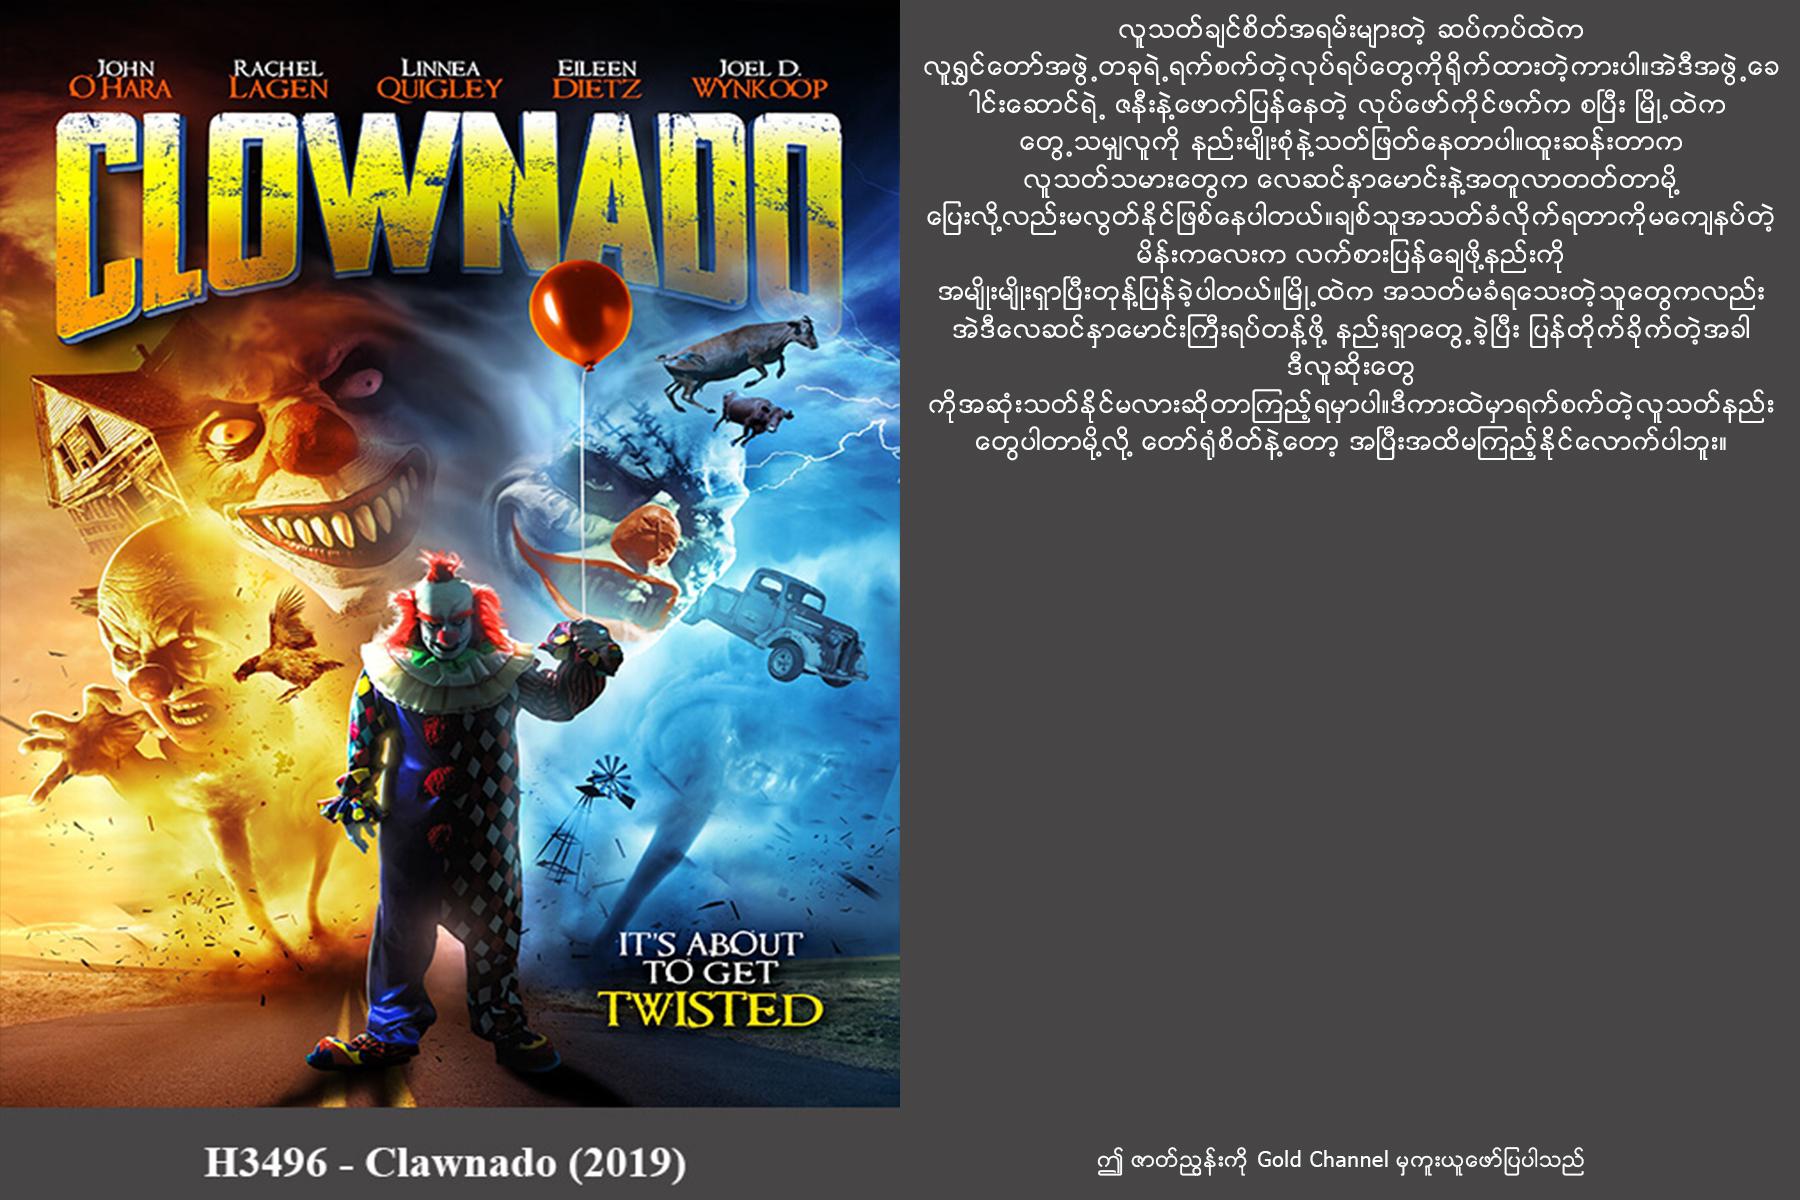 JOHN O'HARA
RACHEL LAGEN
LINNEA QUIGLEY
EILEEN DIETZ
JOEL D. WYNKOOP
CLOWNADO
IT'S ABOUT
TO GET
TWISTED
H3496 - Clawnado (2019)
လူသတ်ချင်စိတ်အရမ်းများတဲ့ ဆပ်ကပ်ထဲက
လူရွှင်တော်အဖွဲ့တခုရဲ့ရက်စက်တဲ့လုပ်ရပ်တွေကိုရိုက်ထားတဲ့ကားပါ။အဲဒီအဖွဲ့ခေ
ါင်းဆောင်ရဲ့ ဇနီးနဲ့ဖောက်ပြန်နေတဲ့ လုပ်ဖော်ကိုင်ဖက်က စပြီး မြို့ထဲက
တွေ့သမျှလူကို နည်းမျိုးစုံနဲ့သတ်ဖြတ်နေတာပါ။ထူးဆန်းတာက
လူသတ်သမားတွေက လေဆင်နှာမောင်းနဲ့အတူလာတတ်တာမို့
ပြေးလို့လည်းမလွတ်နိုင်ဖြစ်နေပါတယ်။ချစ်သူအသတ်ခံလိုက်ရတာကိုမကျေနပ်တဲ့
မိန်းကလေးက လက်စားပြန်ချေဖို့နည်းကို
အမျိုးမျိုးရှာပြီးတုန့်ပြန်ခဲ့ပါတယ်။မြို့ထဲက အသတ်မခံရသေးတဲ့သူတွေကလည်း
အဲဒီလေဆင်နှာမောင်းကြီးရပ်တန့်ဖို့ နည်းရှာတွေ့ခဲ့ပြီး ပြန်တိုက်ခိုက်တဲ့အခါ
ဒီလူဆိုးတွေ
ကိုအဆုံးသတ်နိုင်မလားဆိုတာကြည့်ရမှာပါ။ဒီကားထဲမှာရက်စက်တဲ့လူသတ်နည်း
တွေပါတာမို့လို့ တော်ရုံစိတ်နဲ့တော့ အပြီးအထိမကြည့်နိုင်လောက်ပါဘူး။
ဤ ဇာတ်ညွှန်းကို Gold Channel မှကူးယူဖော်ပြပါသည်